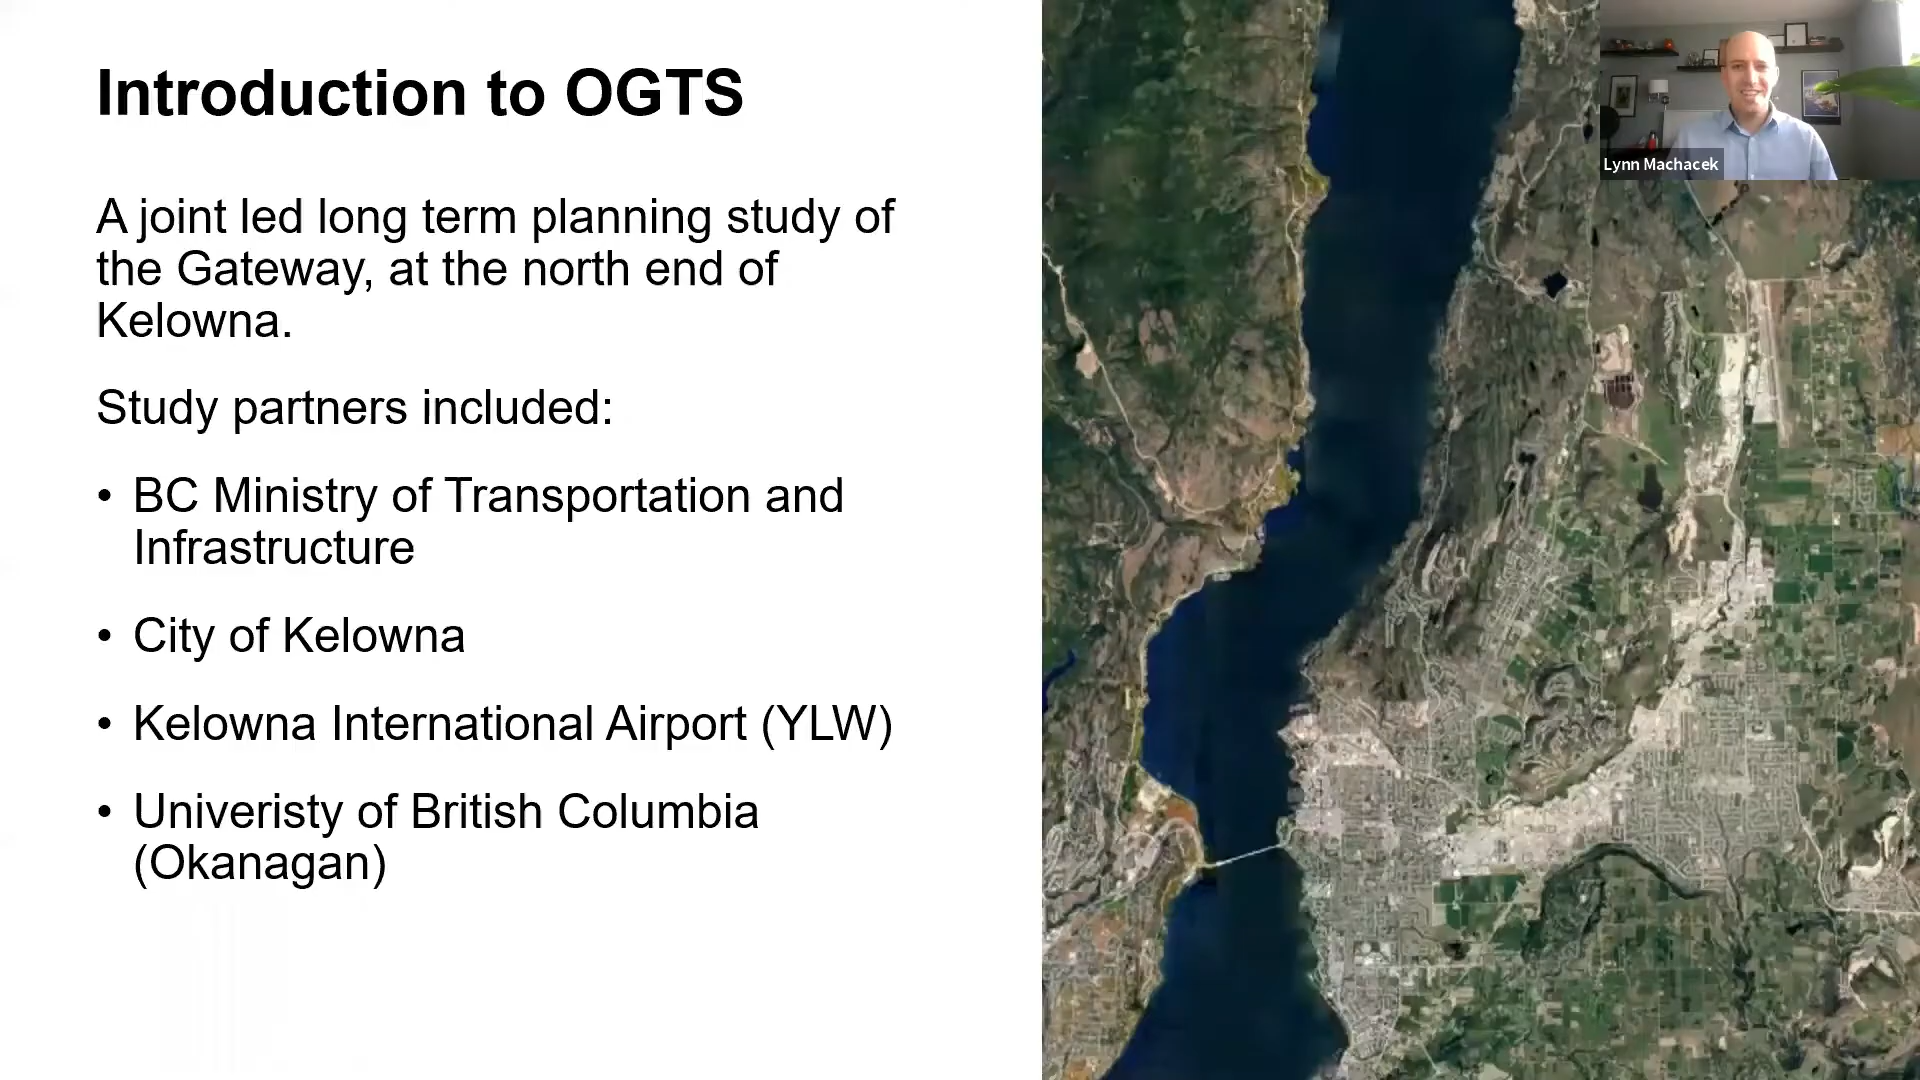 Introduction to OGTS
A joint led long term planning study of
the Gateway, at the north end of
Kelowna.
Study partners included:
• BC Ministry of Transportation and
Infrastructure
• City of Kelowna
• Kelowna International Airport (YLW)
• Univeristy of British Columbia
(Okanagan)
Lynn Machacek